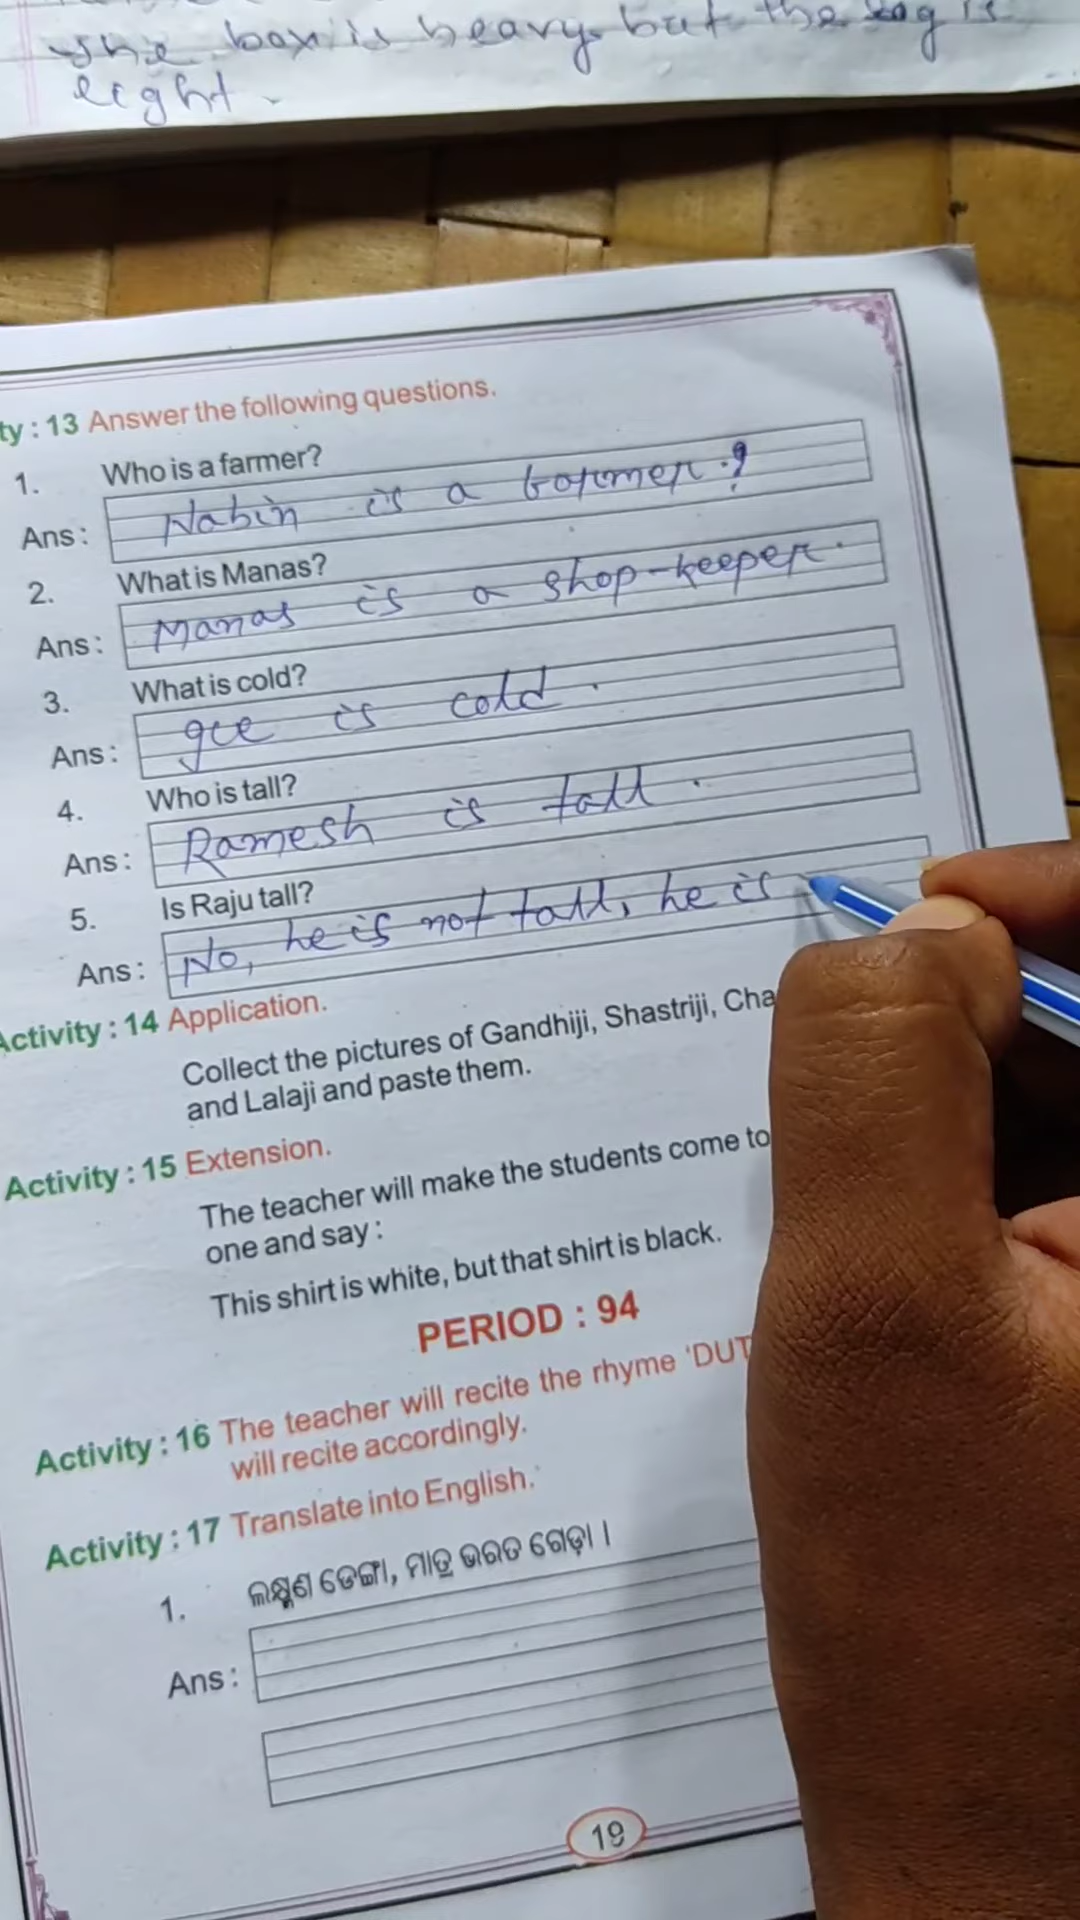 The box is heavy but the bag is
light.
ty : 13 Answer the following questions.
1. Who is a farmer?
Ans : Nabin is a farmer.
2. What is Manas?
Ans : Manas is a shop-keeper.
3. What is cold?
Ans : Ice is cold.
4. Who is tall?
Ans : Ramesh is tall.
5. Is Raju tall?
Ans : No, he is not tall, he is
Activity : 14 Application.
Collect the pictures of Gandhiji, Shastriji, Cha
and Lalaji and paste them.
Activity : 15 Extension.
The teacher will make the students come to
one and say :
This shirt is white, but that shirt is black.
PERIOD : 94
Activity : 16 The teacher will recite the rhyme 'DUT
will recite accordingly.
Activity : 17 Translate into English.
1. ଲକ୍ଷ୍ମଣ ଡେଙ୍ଗା, ମାତ୍ର ଭରତ ଗେଡ଼ା ।
Ans :
19